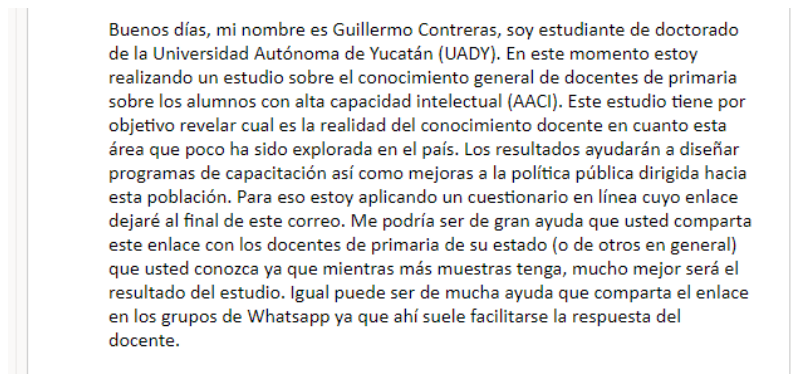 Buenos días, mi nombre es Guillermo Contreras, soy estudiante de doctorado
de la Universidad Autónoma de Yucatán (UADY). En este momento estoy
realizando un estudio sobre el conocimiento general de docentes de primaria
sobre los alumnos con alta capacidad intelectual (AACI). Este estudio tiene por
objetivo revelar cual es la realidad del conocimiento docente en cuanto esta
área que poco ha sido explorada en el país. Los resultados ayudarán a diseñar
programas de capacitación así como mejoras a la política pública dirigida hacia
esta población. Para eso estoy aplicando un cuestionario en línea cuyo enlace
dejaré al final de este correo. Me podría ser de gran ayuda que usted comparta
este enlace con los docentes de primaria de su estado (o de otros en general)
que usted conozca ya que mientras más muestras tenga, mucho mejor será el
resultado del estudio. Igual puede ser de mucha ayuda que comparta el enlace
en los grupos de Whatsapp ya que ahí suele facilitarse la respuesta del
docente.